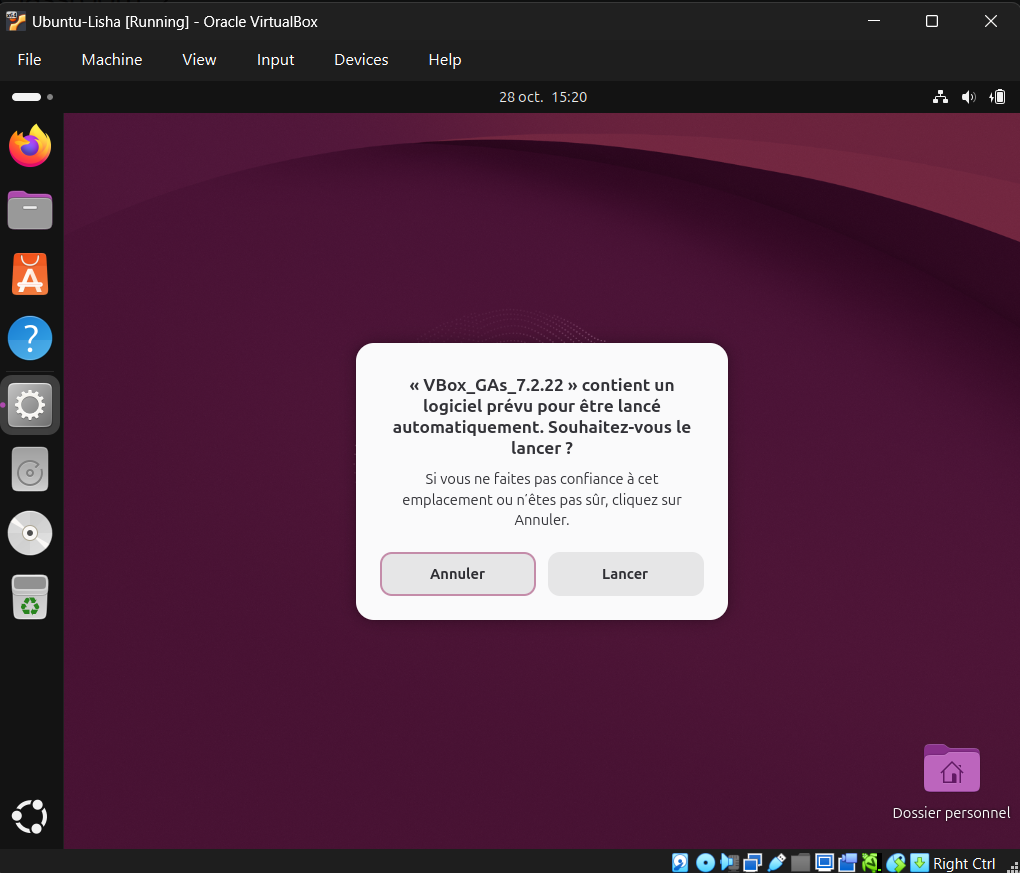 Ubuntu-Lisha [Running] - Oracle VirtualBox
File Machine View Input Devices Help
28 oct. 15:20
« VBox_GAs_7.2.22 » contient un
logiciel prévu pour être lancé
automatiquement. Souhaitez-vous le
lancer ?
Si vous ne faites pas confiance à cet
emplacement ou n’êtes pas sûr, cliquez sur
Annuler.
Annuler Lancer
Dossier personnel
Right Ctrl